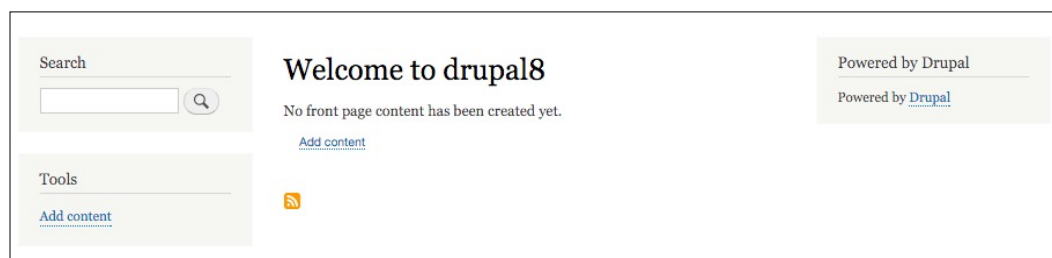 Search
Tools
Add content
Welcome to drupal8
No front page content has been created yet.
Add content
Powered by Drupal
Powered by Drupal